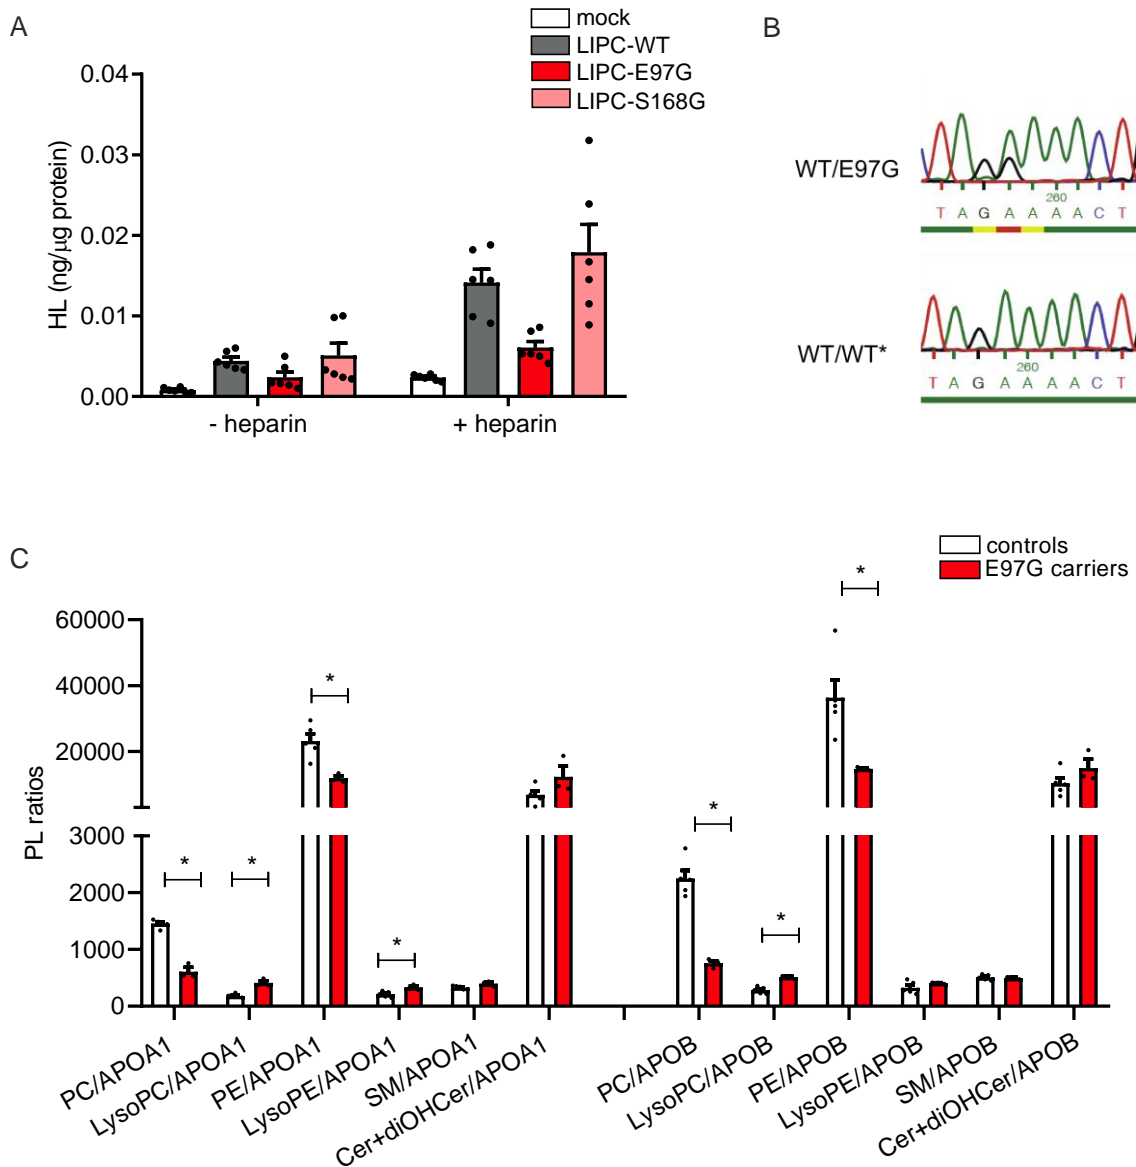 A
mock
LIPC-WT
LIPC-E97G
LIPC-S168G
0.04
0.03
0.02
0.01
0.00
HL (ng/μg protein)
- heparin
+ heparin
B
WT/E97G
260
T A G A A A A C T
WT/WT*
260
T A G A A A A C T
C
controls
E97G carriers
60000
40000
20000
3000
2000
1000
0
PL ratios
*
*
*
*
*
*
*
PC/APOA1
LysoPC/APOA1
PE/APOA1
LysoPE/APOA1
SM/APOA1
Cer+diOHCer/APOA1
PC/APOB
LysoPC/APOB
PE/APOB
LysoPE/APOB
SM/APOB
Cer+diOHCer/APOB